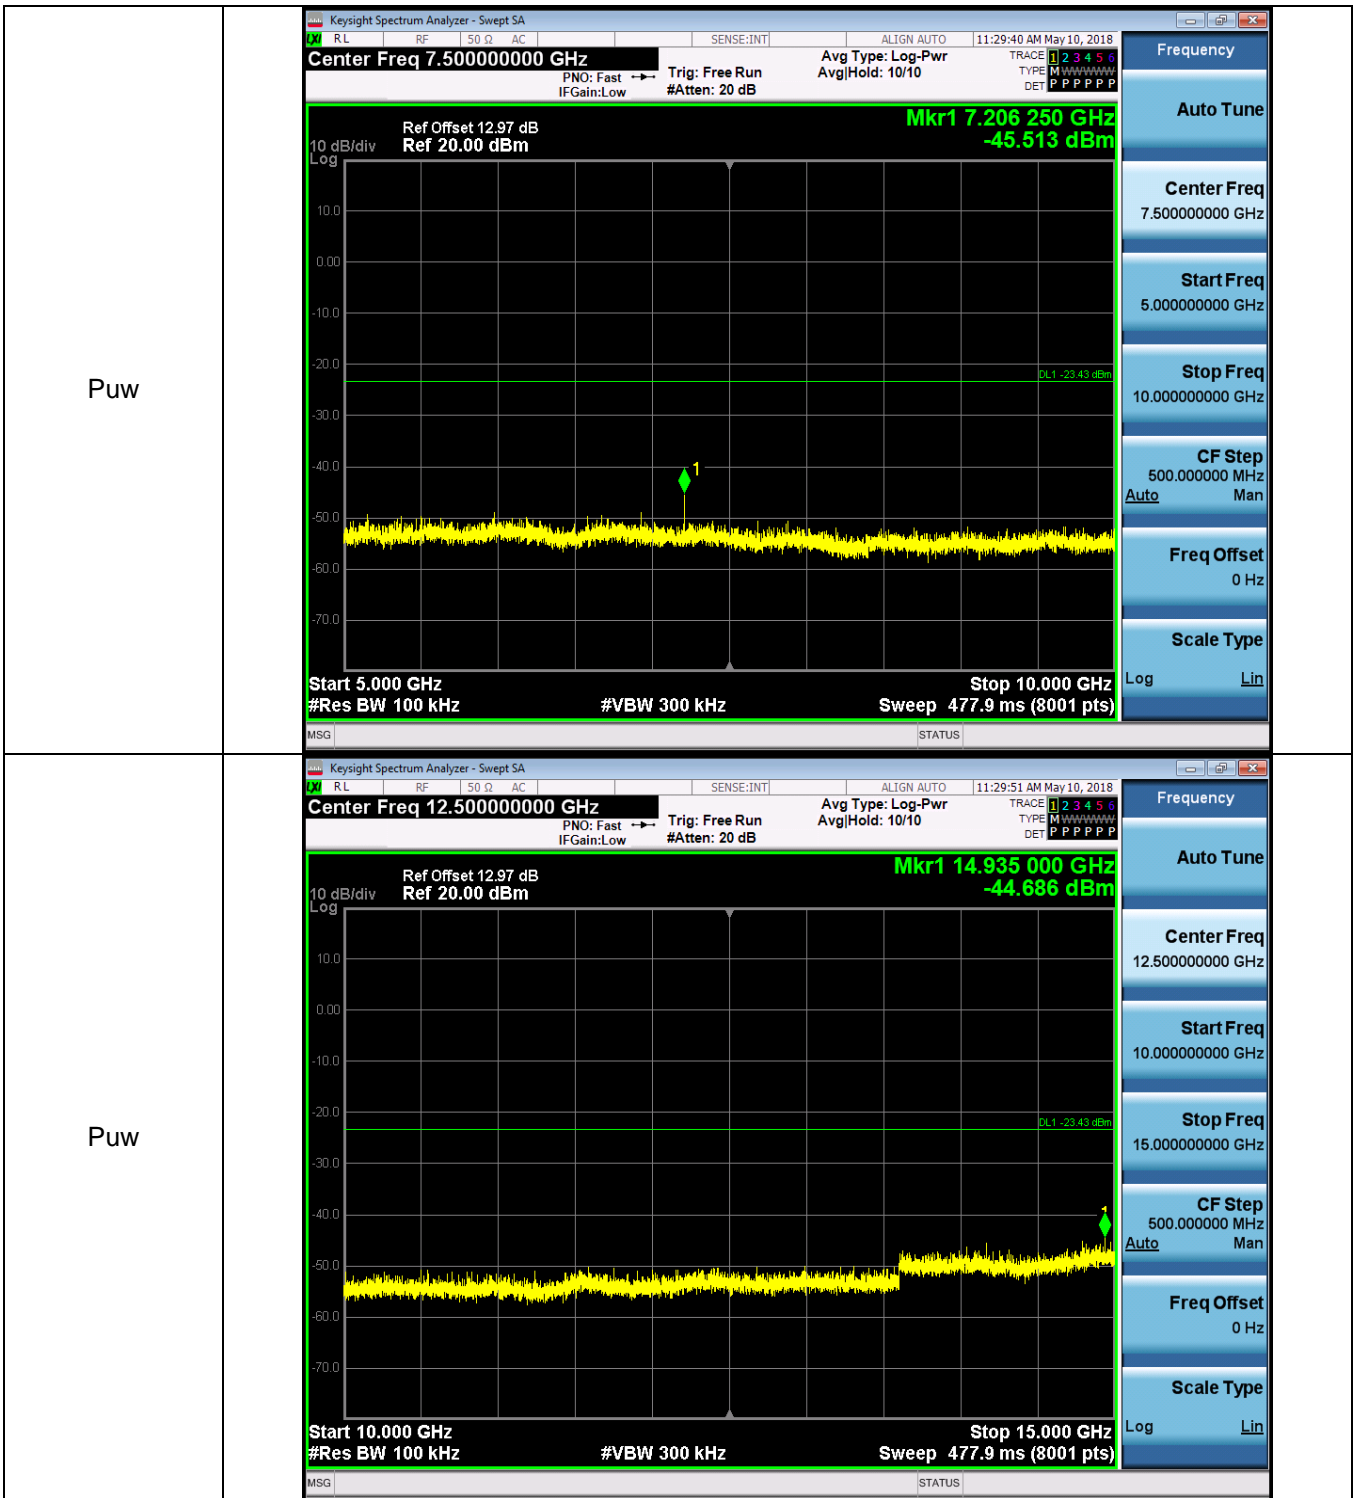 Puw
Keysight Spectrum Analyzer - Swept SA
LXI RL RF 50 Ω AC SENSE:INT ALIGN AUTO 11:29:40 AM May 10, 2018
Center Freq 7.500000000 GHz
PNO: Fast
IFGain:Low
Trig: Free Run
#Atten: 20 dB
Avg Type: Log-Pwr
Avg|Hold: 10/10
TRACE 1 2 3 4 5 6
TYPE M W W W W W
DET P P P P P P
Mkr1 7.206 250 GHz
-45.513 dBm
Ref Offset 12.97 dB
10 dB/div Ref 20.00 dBm
Log
10.0
0.00
-10.0
-20.0
DL1 -23.43 dBm
-30.0
-40.0
1
-50.0
-60.0
-70.0
Start 5.000 GHz Stop 10.000 GHz
#Res BW 100 kHz #VBW 300 kHz Sweep 477.9 ms (8001 pts)
MSG STATUS
Frequency
Auto Tune
Center Freq
7.500000000 GHz
Start Freq
5.000000000 GHz
Stop Freq
10.000000000 GHz
CF Step
500.000000 MHz
Auto Man
Freq Offset
0 Hz
Scale Type
Log Lin
Puw
Keysight Spectrum Analyzer - Swept SA
LXI RL RF 50 Ω AC SENSE:INT ALIGN AUTO 11:29:51 AM May 10, 2018
Center Freq 12.500000000 GHz
PNO: Fast
IFGain:Low
Trig: Free Run
#Atten: 20 dB
Avg Type: Log-Pwr
Avg|Hold: 10/10
TRACE 1 2 3 4 5 6
TYPE M W W W W W
DET P P P P P P
Mkr1 14.935 000 GHz
-44.686 dBm
Ref Offset 12.97 dB
10 dB/div Ref 20.00 dBm
Log
10.0
0.00
-10.0
-20.0
DL1 -23.43 dBm
-30.0
-40.0
1
-50.0
-60.0
-70.0
Start 10.000 GHz Stop 15.000 GHz
#Res BW 100 kHz #VBW 300 kHz Sweep 477.9 ms (8001 pts)
MSG STATUS
Frequency
Auto Tune
Center Freq
12.500000000 GHz
Start Freq
10.000000000 GHz
Stop Freq
15.000000000 GHz
CF Step
500.000000 MHz
Auto Man
Freq Offset
0 Hz
Scale Type
Log Lin